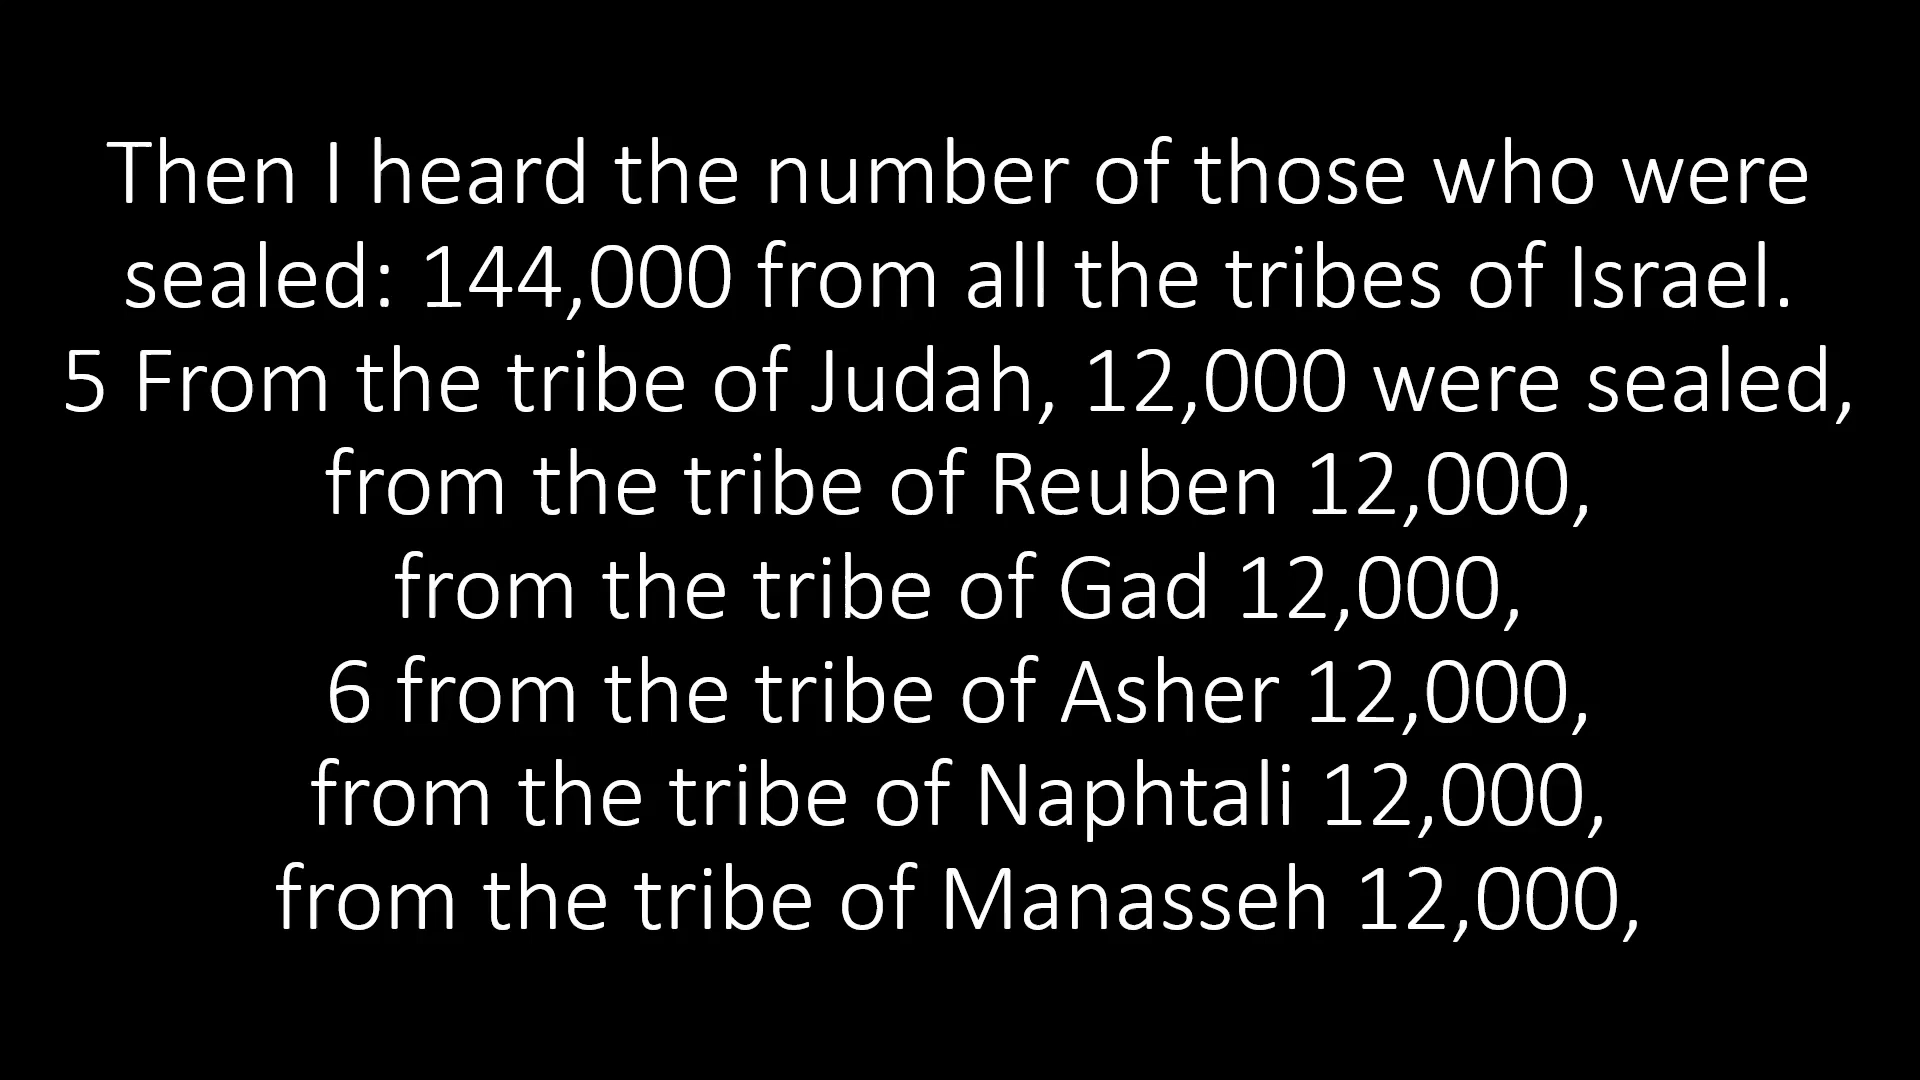 Then I heard the number of those who were
sealed: 144,000 from all the tribes of Israel.
5 From the tribe of Judah, 12,000 were sealed,
from the tribe of Reuben 12,000,
from the tribe of Gad 12,000,
6 from the tribe of Asher 12,000,
from the tribe of Naphtali 12,000,
from the tribe of Manasseh 12,000,